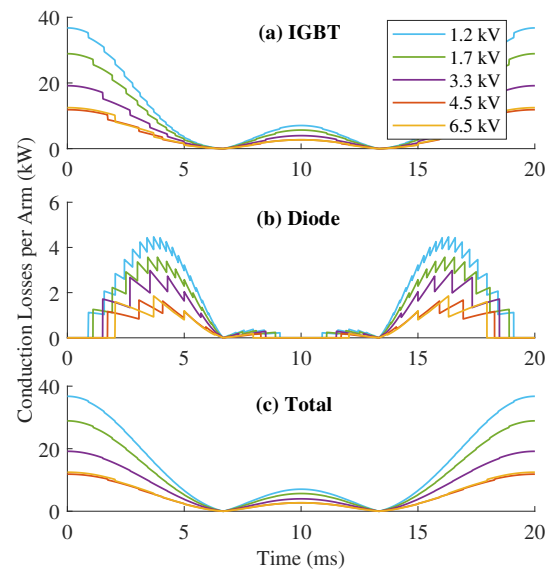 (a) IGBT
1.2 kV
1.7 kV
3.3 kV
4.5 kV
6.5 kV
40
20
0
0 5 10 15 20
(b) Diode
6
4
2
0
0 5 10 15 20
Conduction Losses per Arm (kW)
(c) Total
40
20
0
0 5 10 15 20
Time (ms)